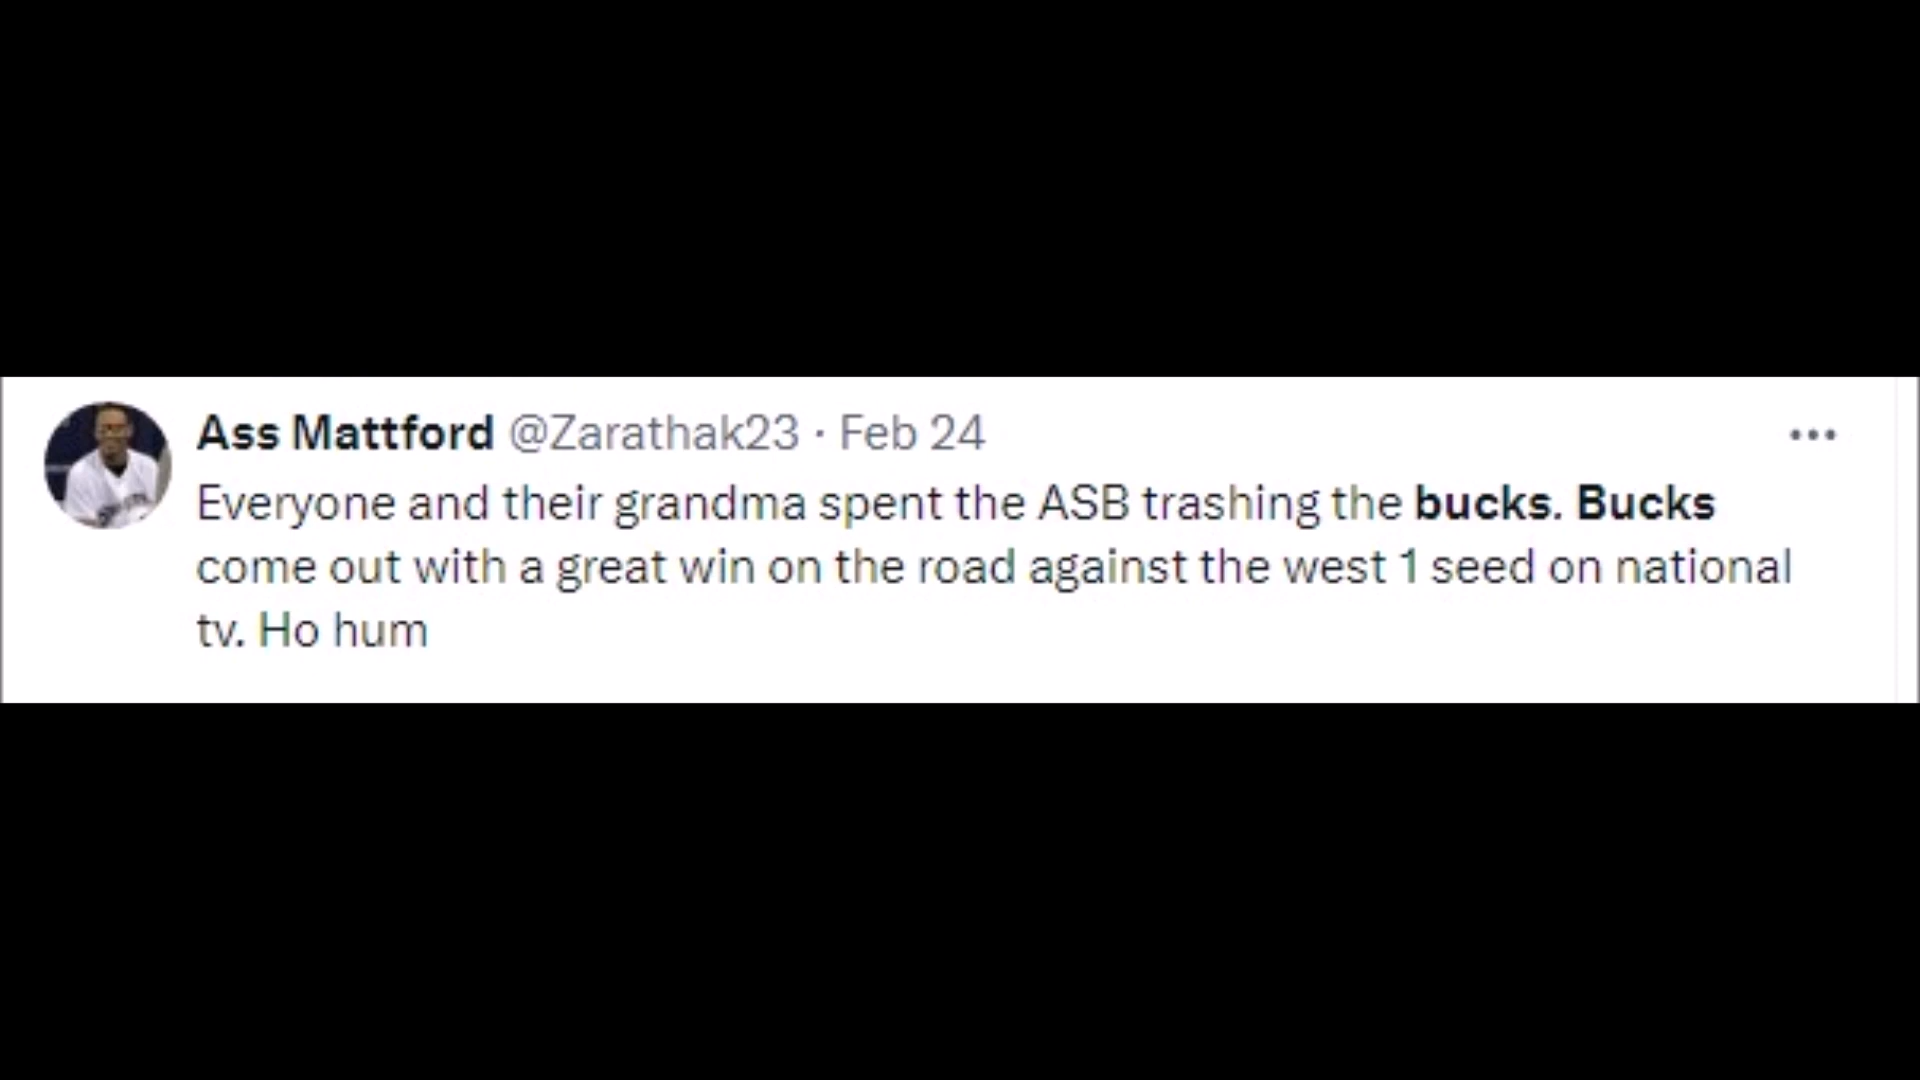 Ass Mattford @Zarathak23 · Feb 24
Everyone and their grandma spent the ASB trashing the bucks. Bucks
come out with a great win on the road against the west 1 seed on national
tv. Ho hum